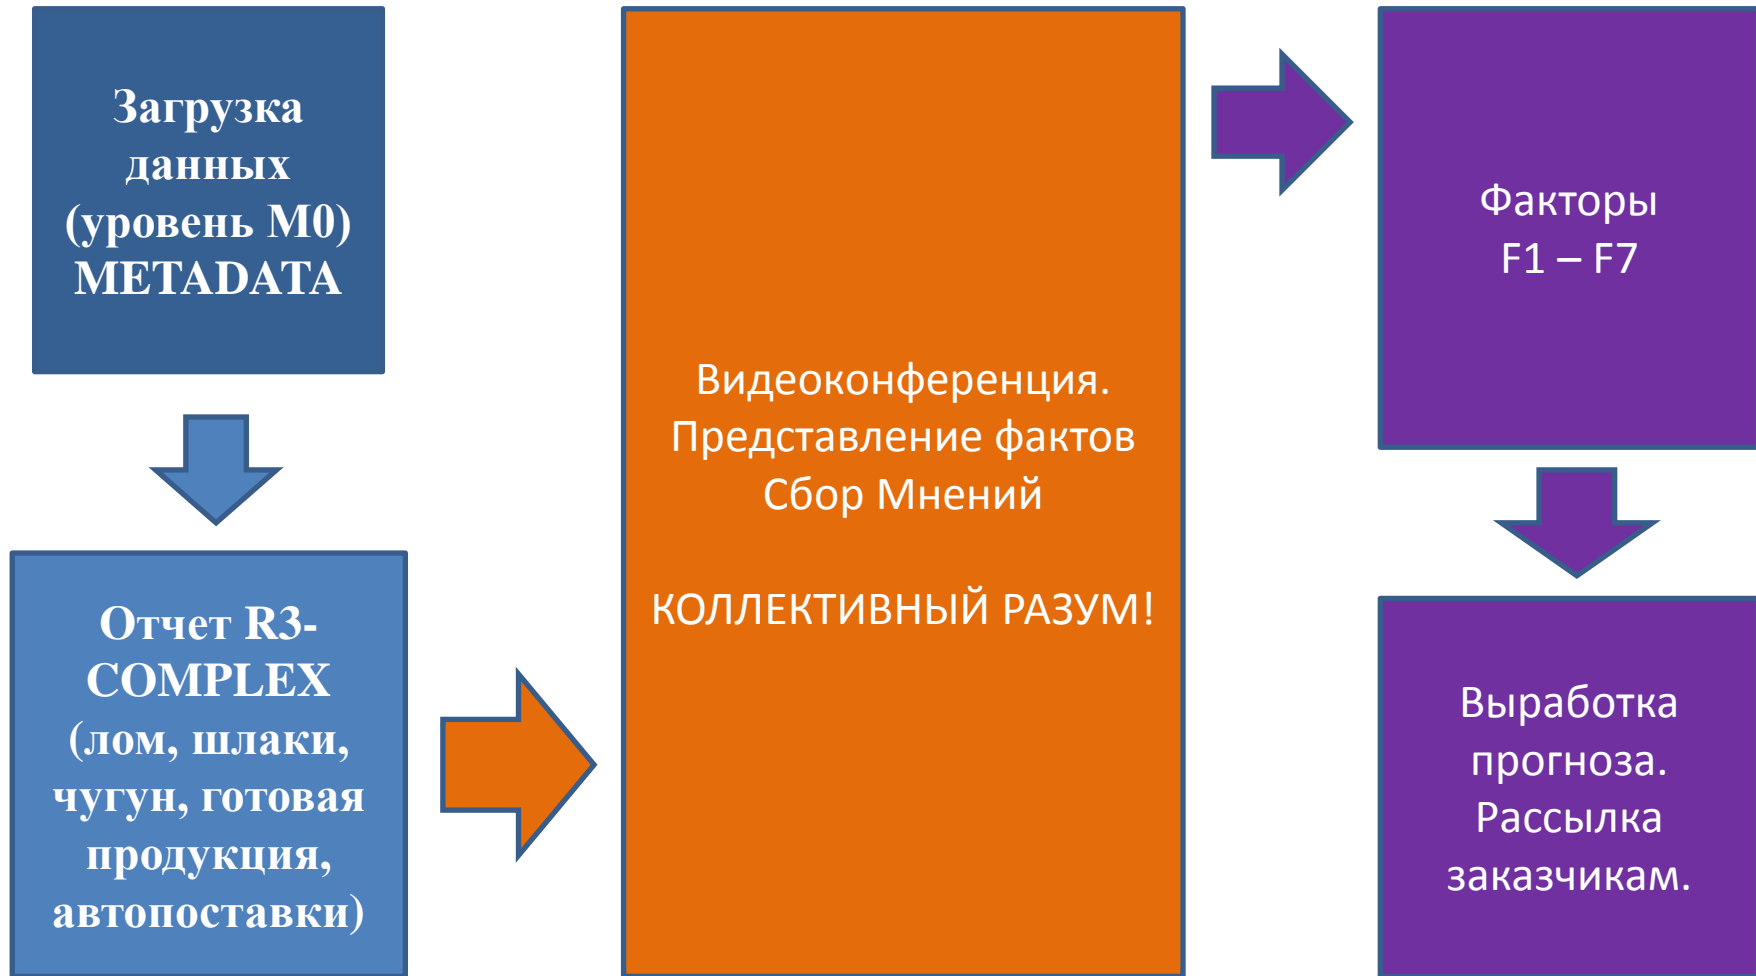 Загрузка
данных
(уровень М0)
METADATA
Отчет R3-
COMPLEX
(лом, шлаки,
чугун, готовая
продукция,
автопоставки)
Видеоконференция.
Представление фактов
Сбор Мнений
КОЛЛЕКТИВНЫЙ РАЗУМ!
Факторы
F1 – F7
Выработка
прогноза.
Рассылка
заказчикам.